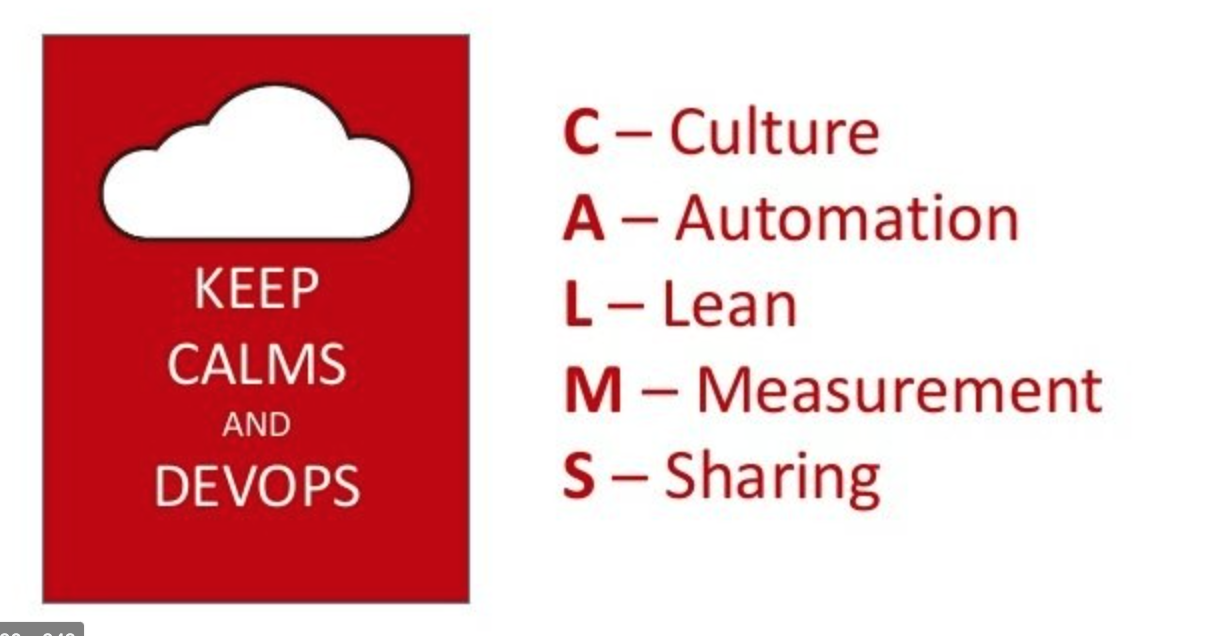 KEEP
CALMS
AND
DEVOPS
C – Culture
A – Automation
L – Lean
M – Measurement
S – Sharing